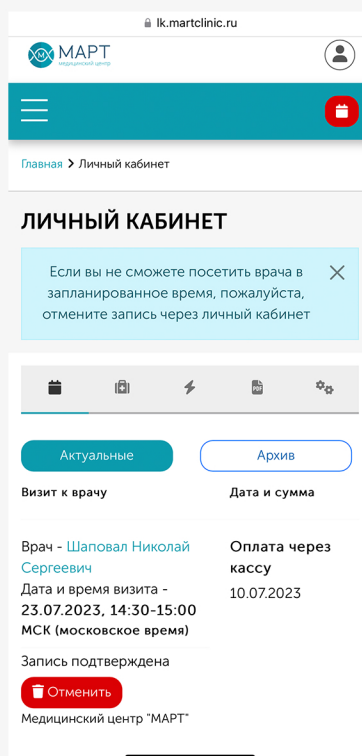 lk.martclinic.ru
МАРТ
медицинский центр
Главная > Личный кабинет
ЛИЧНЫЙ КАБИНЕТ
Если вы не сможете посетить врача в
запланированное время, пожалуйста,
отмените запись через личный кабинет
PDF
Актуальные
Архив
Визит к врачу
Дата и сумма
Врач - Шаповал Николай
Сергеевич
Дата и время визита -
23.07.2023, 14:30-15:00
МСК (московское время)
Оплата через
кассу
10.07.2023
Запись подтверждена
Отменить
Медицинский центр "МАРТ"